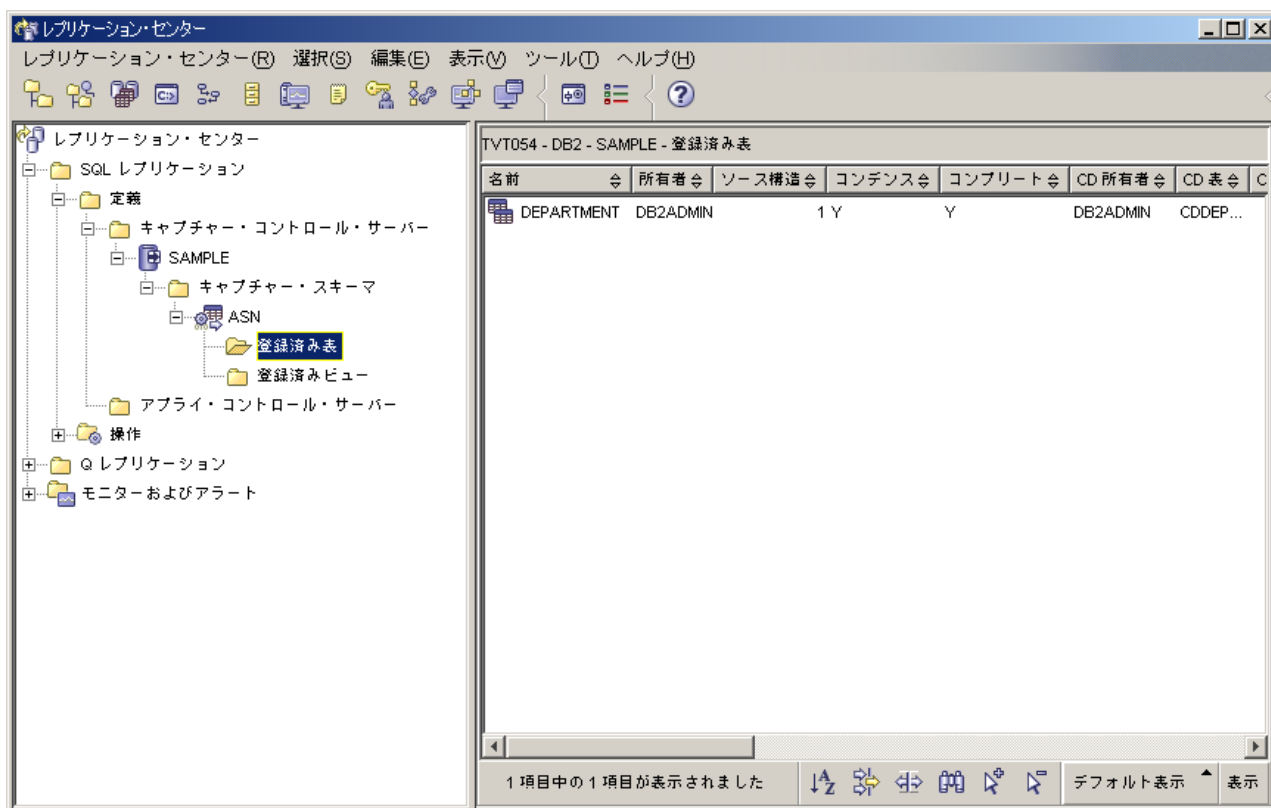 レプリケーション・センター
レプリケーション・センター(R) 選択(S) 編集(E) 表示(V) ツール(T) ヘルプ(H)
レプリケーション・センター
SQL レプリケーション
定義
キャプチャー・コントロール・サーバー
SAMPLE
キャプチャー・スキーマ
ASN
登録済み表
登録済みビュー
アプライ・コントロール・サーバー
操作
Q レプリケーション
モニターおよびアラート
TVT054 - DB2 - SAMPLE - 登録済み表
名前 所有者 ソース構造 コンデンス コンプリート CD 所有者 CD 表 C
DEPARTMENT DB2ADMIN 1 Y Y DB2ADMIN CDDEP...
1 項目中の 1 項目が表示されました デフォルト表示 表示